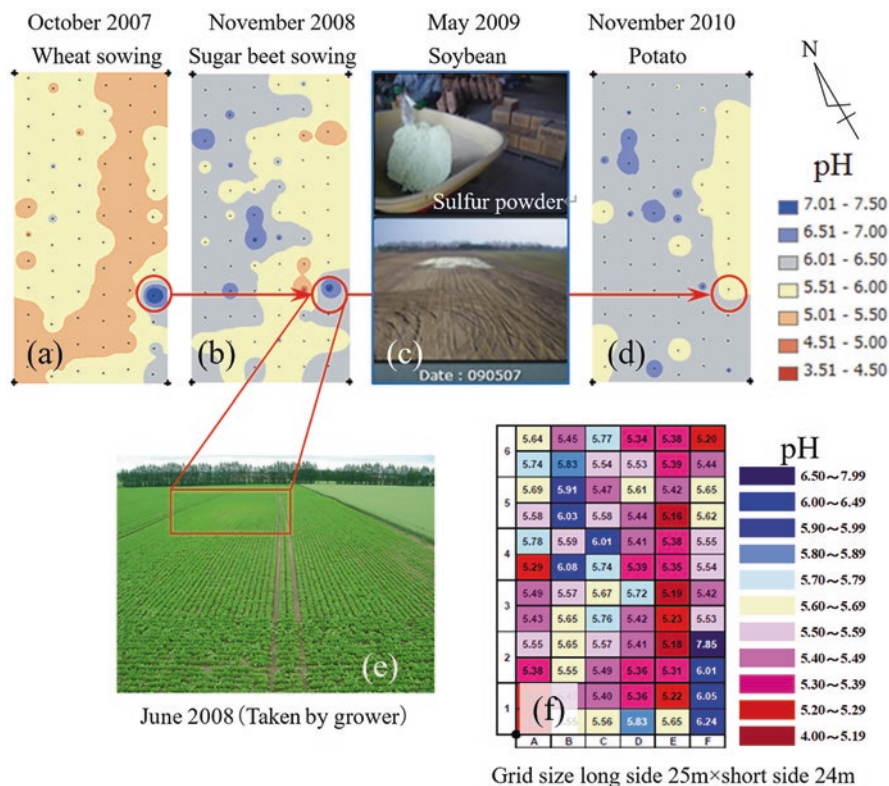 October 2007
Wheat sowing
November 2008
Sugar beet sowing
May 2009
Soybean
November 2010
Potato
N
(a)
(b)
Sulfur powder
(c)
Date : 090507
(d)
pH
7.01 - 7.50
6.51 - 7.00
6.01 - 6.50
5.51 - 6.00
5.01 - 5.50
4.51 - 5.00
3.51 - 4.50
(e)
June 2008 (Taken by grower)
6
5.64 5.45 5.77 5.34 5.38 5.20
5.74 5.83 5.54 5.53 5.39 5.44
5
5.69 5.91 5.47 5.61 5.42 5.65
5.58 6.03 5.58 5.44 5.16 5.62
4
5.78 5.59 6.01 5.41 5.38 5.55
5.29 6.08 5.74 5.39 5.35 5.54
3
5.49 5.57 5.67 5.72 5.19 5.42
5.43 5.65 5.76 5.42 5.23 5.53
2
5.55 5.65 5.57 5.41 5.18 7.85
5.38 5.55 5.49 5.36 5.31 6.01
1
5.40 5.36 5.22 6.05
5.56 5.83 5.65 6.24
(f)
A B C D E F
pH
6.50～7.99
6.00～6.49
5.90～5.99
5.80～5.89
5.70～5.79
5.60～5.69
5.50～5.59
5.40～5.49
5.30～5.39
5.20～5.29
4.00～5.19
Grid size long side 25m×short side 24m